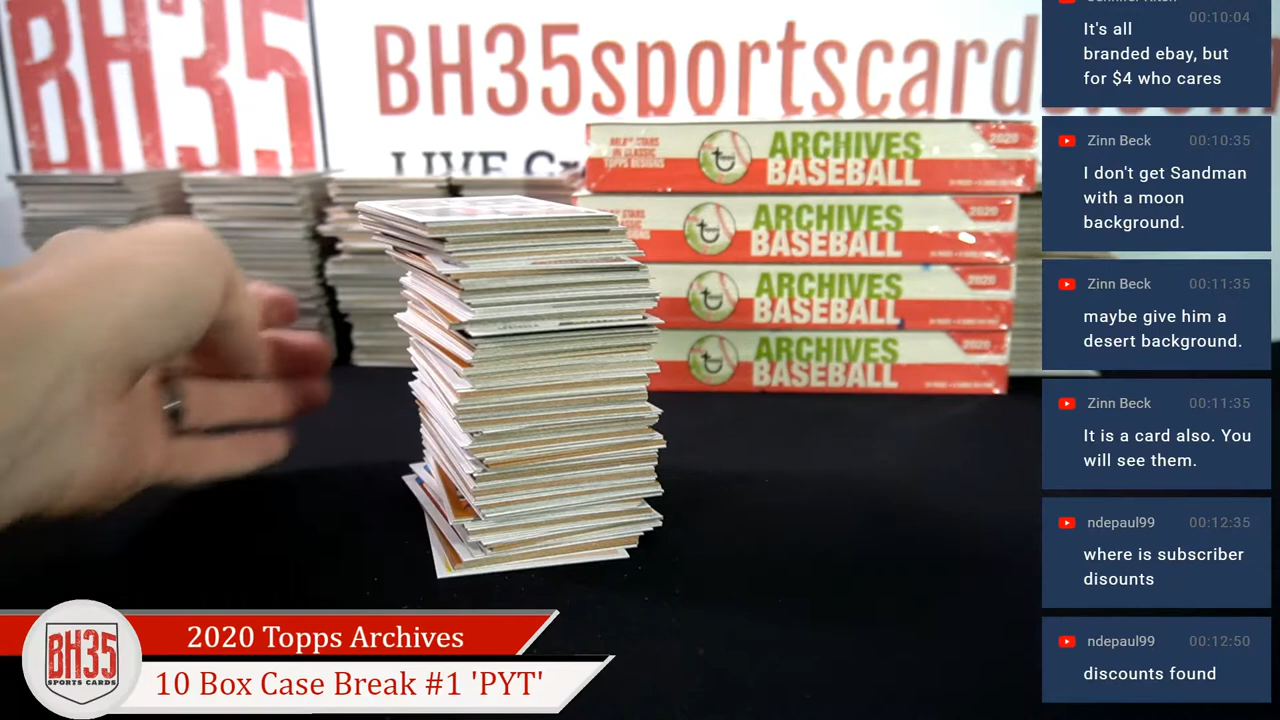 BH35
BH35sportscard
LIVE Gr
ARCHIVES
BASEBALL
2020
ARCHIVES
BASEBALL
2020
ARCHIVES
BASEBALL
2020
ARCHIVES
BASEBALL
2020
00:10:04
It's all
branded ebay, but
for $4 who cares
Zinn Beck 00:10:35
I don't get Sandman
with a moon
background.
Zinn Beck 00:11:35
maybe give him a
desert background.
Zinn Beck 00:11:35
It is a card also. You
will see them.
ndepaul99 00:12:35
where is subscriber
disounts
ndepaul99 00:12:50
discounts found
BH35
SPORTS CARDS
2020 Topps Archives
10 Box Case Break #1 'PYT'